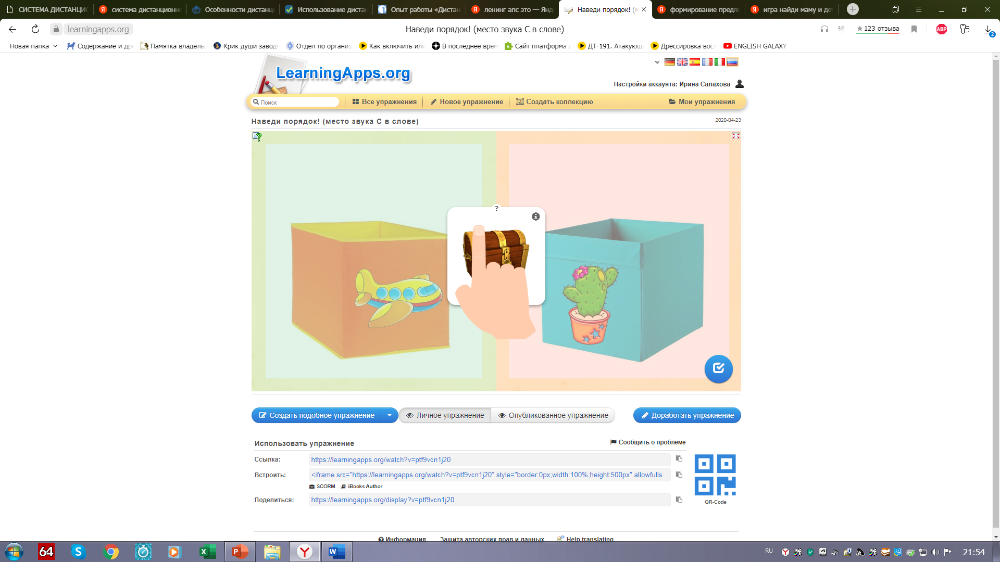 СИСТЕМА ДИСТАНЦИС
система дистанционно
Особенности дистанци
Использование дистан
Опыт работы «Дистан
ленинг апс это — Янд
Наведи порядок! (м
формирование предло
игра найди маму и де
learningapps.org
Наведи порядок! (место звука С в слове)
123 отзыва
ABP
2
Новая папка
Содержание и дре
Памятка владельц
Крик души завод
Отдел по организ
Как включить или
В последнее врем
Сайт платформа д
ДТ-191. Атакующ
Дрессировка вост
ENGLISH GALAXY
LearningApps.org
Настройки аккаунта: Ирина Салахова
Поиск
Все упражнения
Новое упражнение
Создать коллекцию
Мои упражнения
Наведи порядок! (место звука С в слове)
2020-04-23
?
Создать подобное упражнение
Личное упражнение
Опубликованное упражнение
Доработать упражнение
Использовать упражнение
Сообщить о проблеме
Ссылка:
https://learningapps.org/watch?v=ptf9vcn1j20
Встроить:
<iframe src="https://learningapps.org/watch?v=ptf9vcn1j20" style="border:0px;width:100%;height:500px" allowfulls
SCORM
iBooks Author
Поделиться:
https://learningapps.org/display?v=ptf9vcn1j20
QR-Code
Информация
Защита авторских прав и данных
Help translating
64
RU
21:54